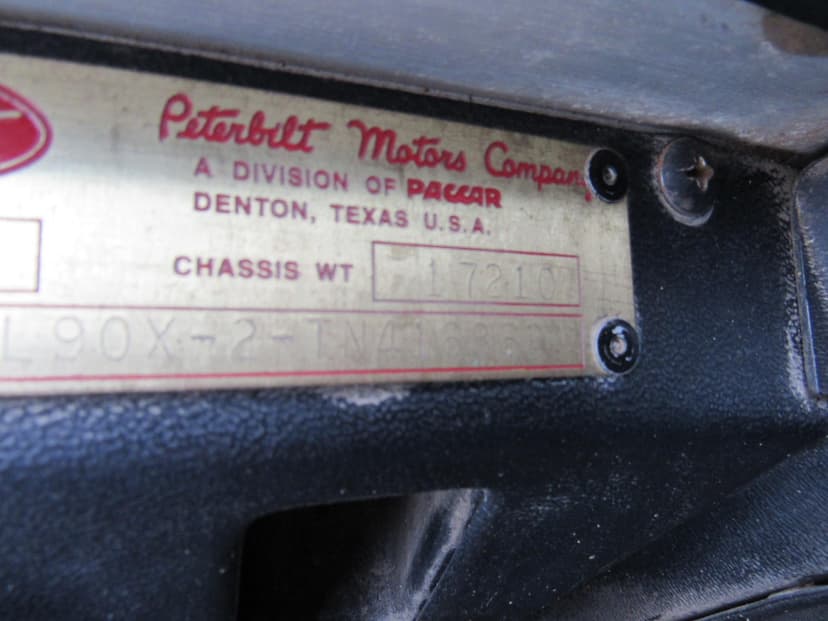 Peterbilt Motors Company
A DIVISION OF PACCAR
DENTON, TEXAS U.S.A.
CHASSIS WT 17210